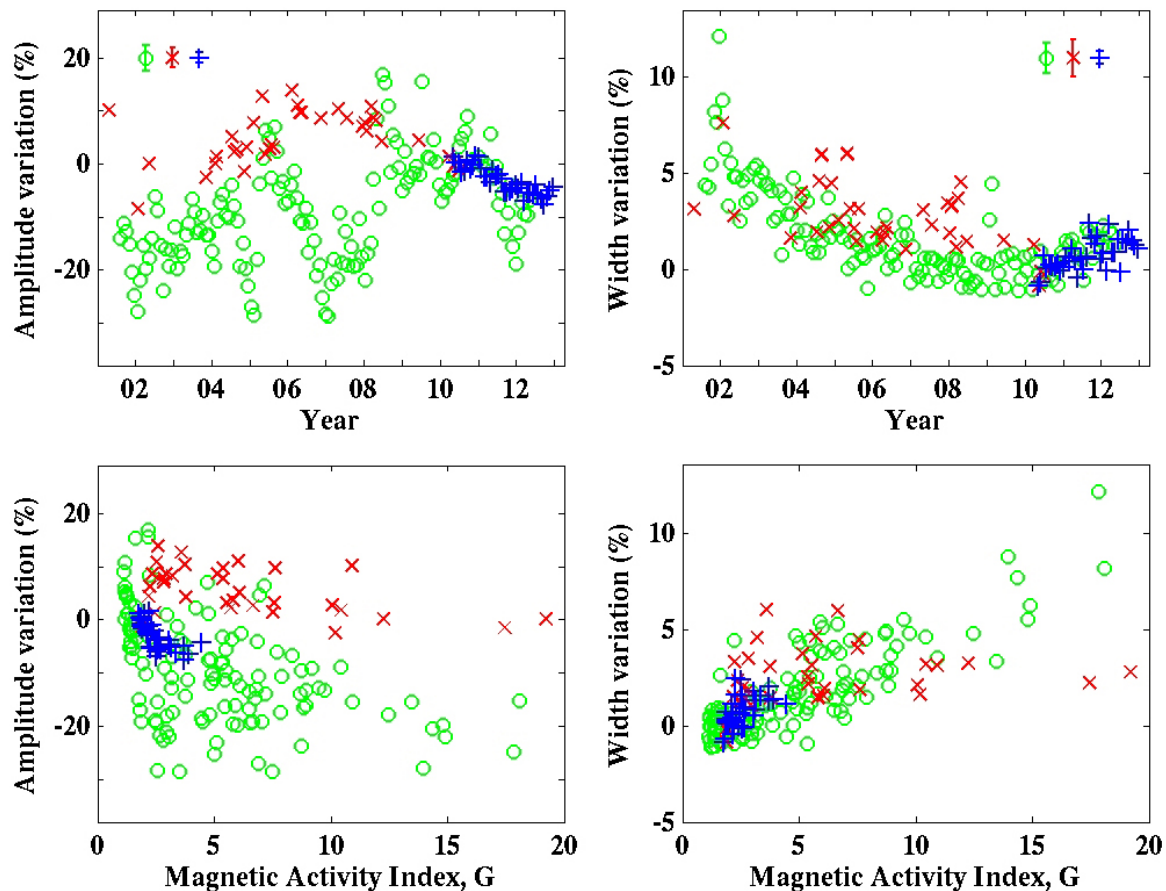 Amplitude variation (%)
20
0
-20
02 04 06 08 10 12
Year
Width variation (%)
10
5
0
-5
02 04 06 08 10 12
Year
Amplitude variation (%)
20
0
-20
0 5 10 15 20
Magnetic Activity Index, G
Width variation (%)
10
5
0
-5
0 5 10 15 20
Magnetic Activity Index, G